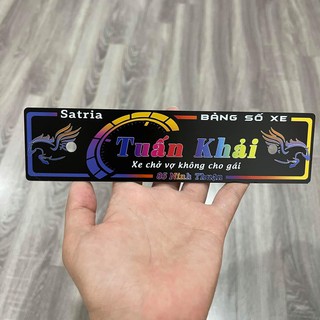 Satria
BẢNG SỐ XE
Tuấn Khải
Xe chở vợ không cho gái
85 Ninh Thuận